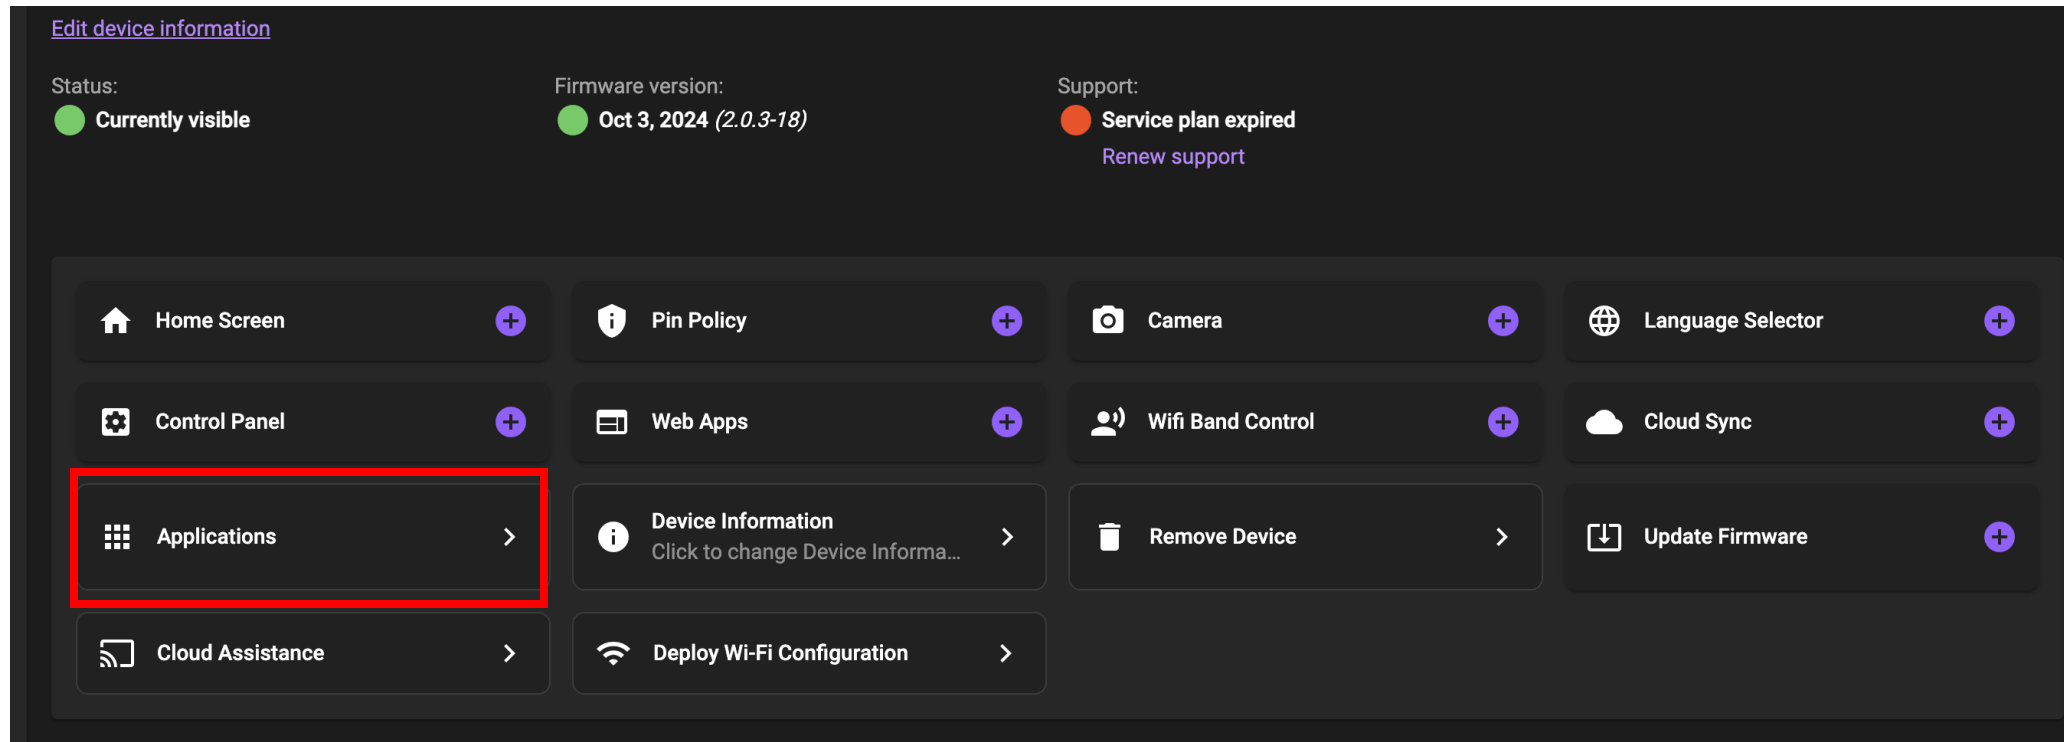 Edit device information
Status:
Firmware version:
Support:
Currently visible
Oct 3, 2024 (2.0.3-18)
Service plan expired
Renew support
Home Screen
Pin Policy
Camera
Language Selector
Control Panel
Web Apps
Wifi Band Control
Cloud Sync
Applications
Device Information
Click to change Device Informa...
Remove Device
Update Firmware
Cloud Assistance
Deploy Wi-Fi Configuration